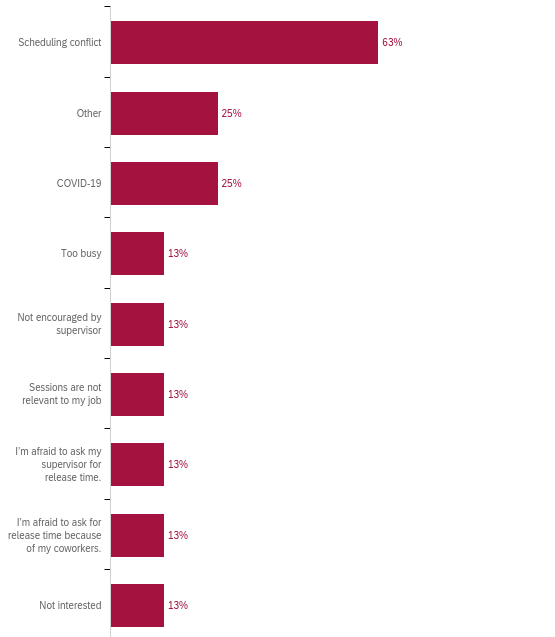 Scheduling conflict
63%
Other
25%
COVID-19
25%
Too busy
13%
Not encouraged by
supervisor
13%
Sessions are not
relevant to my job
13%
I'm afraid to ask my
supervisor for
release time.
13%
I'm afraid to ask for
release time because
of my coworkers.
13%
Not interested
13%